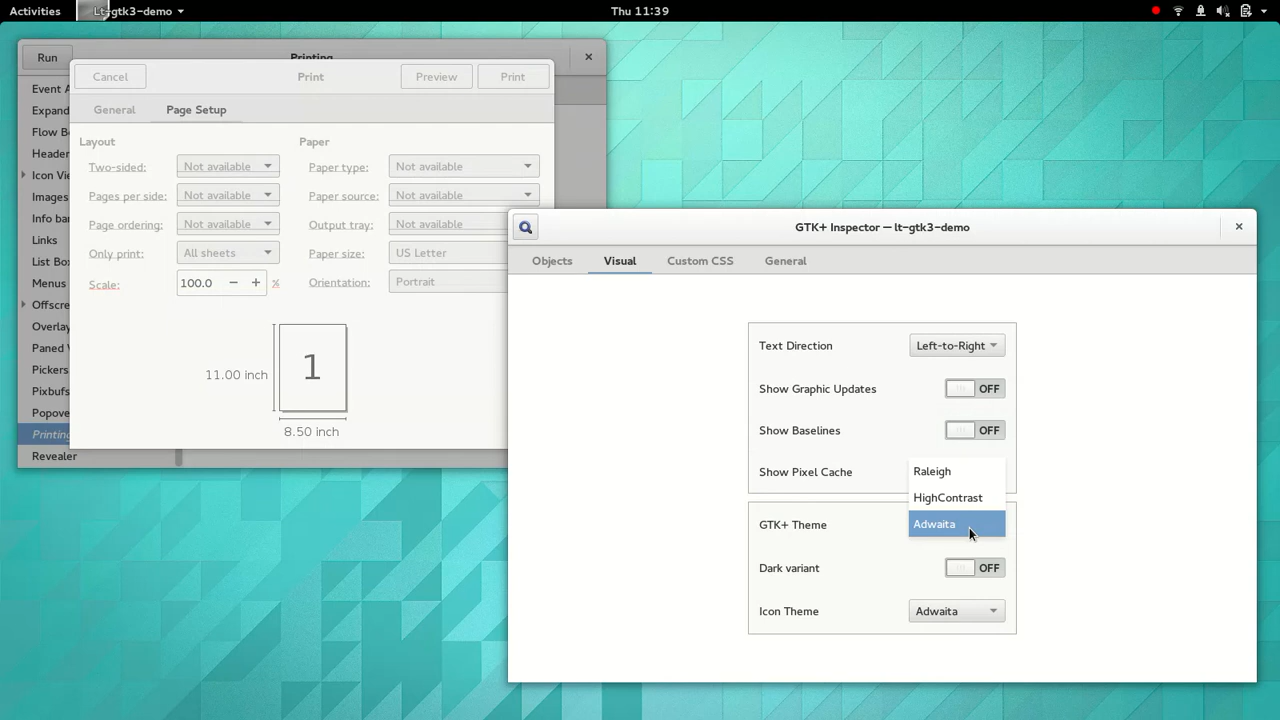 Activities
Lt-gtk3-demo
Thu 11:39
Run
Printing
Cancel
Print
Preview
Print
General
Page Setup
Event A
Expand
Flow Bo
Header
Icon Vie
Images
Info bar
Links
List Box
Menus
Offscre
Overlay
Paned W
Pickers
Pixbufs
Popove
Printing
Revealer
Layout
Two-sided: Not available
Pages per side: Not available
Page ordering: Not available
Only print: All sheets
Scale: 100.0 − + %
Paper
Paper type: Not available
Paper source: Not available
Output tray: Not available
Paper size: US Letter
Orientation: Portrait
11.00 inch
1
8.50 inch
GTK+ Inspector — lt-gtk3-demo
Objects
Visual
Custom CSS
General
Text Direction Left-to-Right
Show Graphic Updates OFF
Show Baselines OFF
Show Pixel Cache
Raleigh
HighContrast
Adwaita
GTK+ Theme
Dark variant OFF
Icon Theme Adwaita